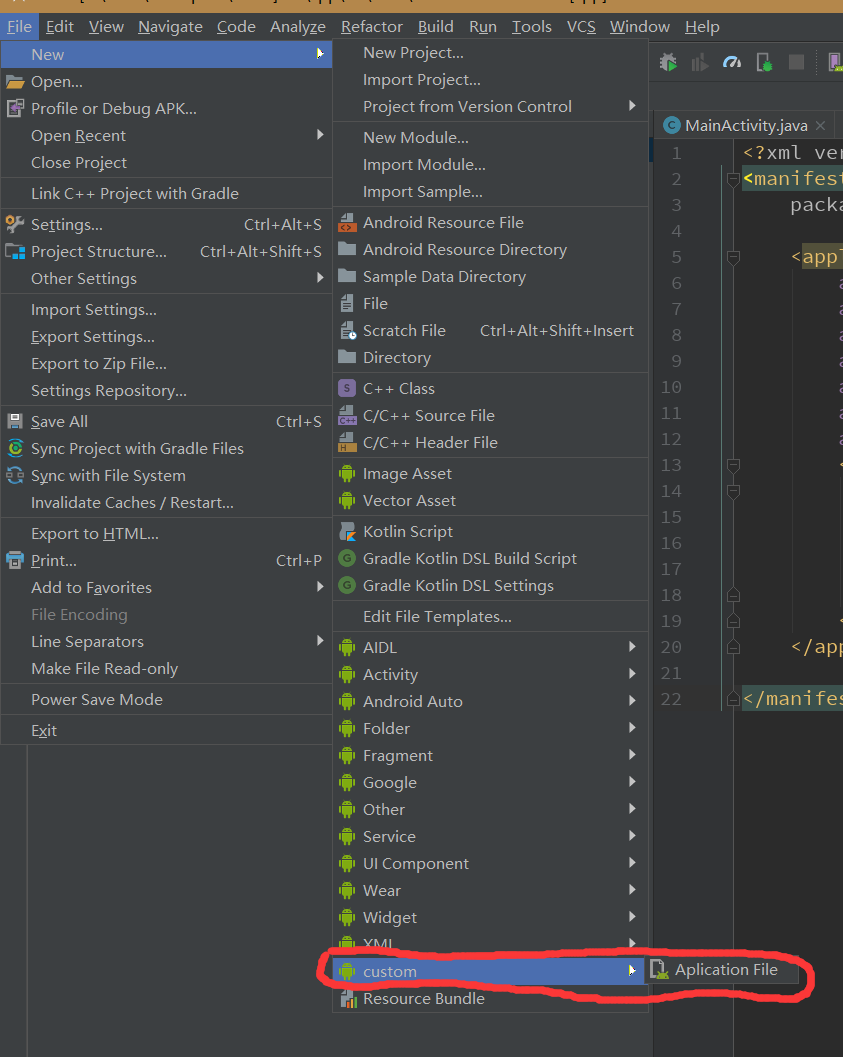 File Edit View Navigate Code Analyze Refactor Build Run Tools VCS Window Help
New
Open...
Profile or Debug APK...
Open Recent
Close Project
Link C++ Project with Gradle
Settings... Ctrl+Alt+S
Project Structure... Ctrl+Alt+Shift+S
Other Settings
Import Settings...
Export Settings...
Export to Zip File...
Settings Repository...
Save All Ctrl+S
Sync Project with Gradle Files
Sync with File System
Invalidate Caches / Restart...
Export to HTML...
Print... Ctrl+P
Add to Favorites
File Encoding
Line Separators
Make File Read-only
Power Save Mode
Exit
New Project...
Import Project...
Project from Version Control
New Module...
Import Module...
Import Sample...
Android Resource File
Android Resource Directory
Sample Data Directory
File
Scratch File Ctrl+Alt+Shift+Insert
Directory
C++ Class
C/C++ Source File
C/C++ Header File
Image Asset
Vector Asset
Kotlin Script
Gradle Kotlin DSL Build Script
Gradle Kotlin DSL Settings
Edit File Templates...
AIDL
Activity
Android Auto
Folder
Fragment
Google
Other
Service
UI Component
Wear
Widget
XML
custom
Resource Bundle
Aplication File
MainActivity.java
1 <?xml ver
2 <manifest
3 packa
4
5 <appl
6 a
7 a
8 a
9 a
10 a
11 a
12 a
13 <
14
15
16
17
18
19 <
20 </app
21
22 </manifes